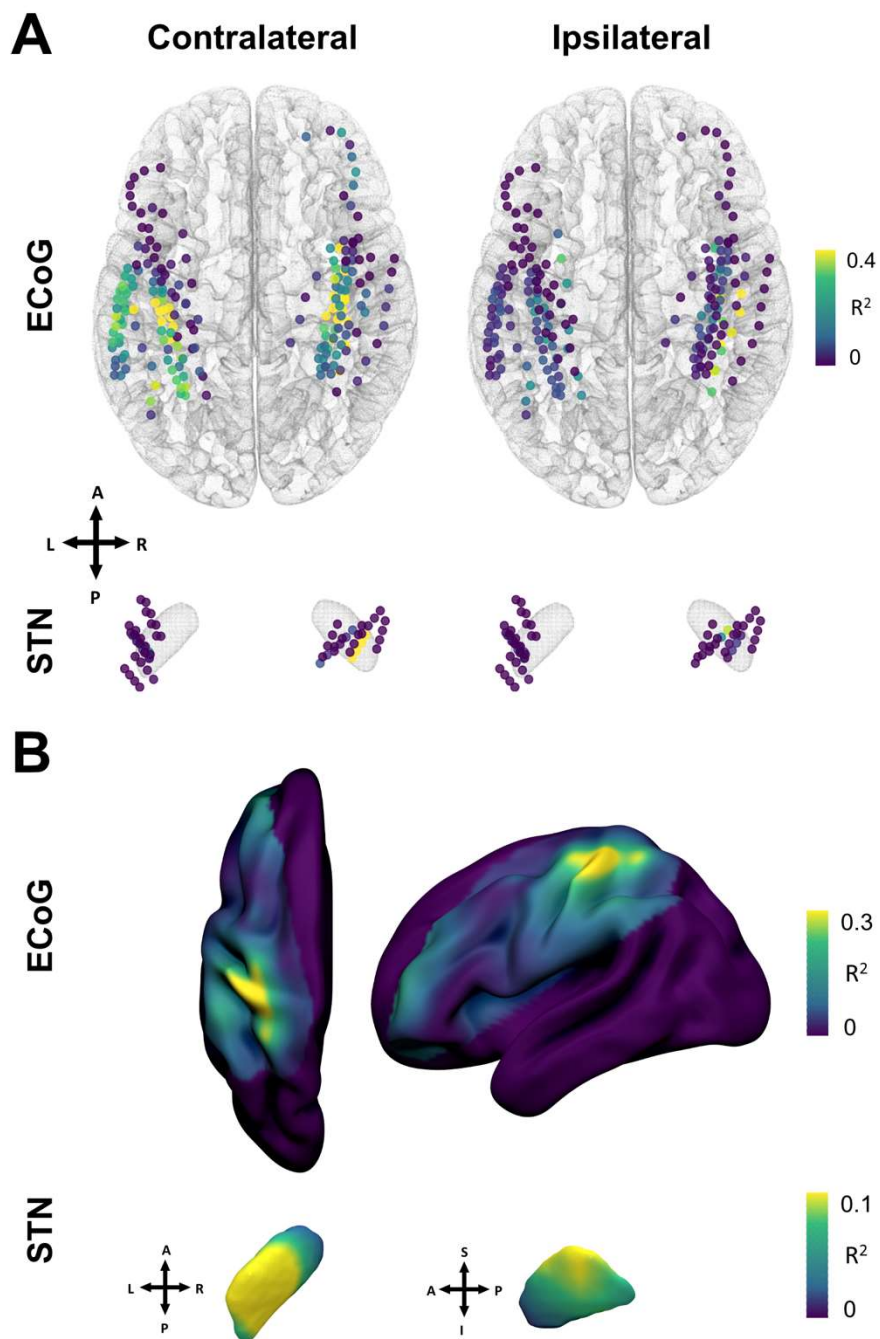 A
Contralateral
Ipsilateral
ECoG
0.4
R²
0
A
L R
P
STN
B
ECoG
0.3
R²
0
STN
A
L R
P
S
A P
I
0.1
R²
0